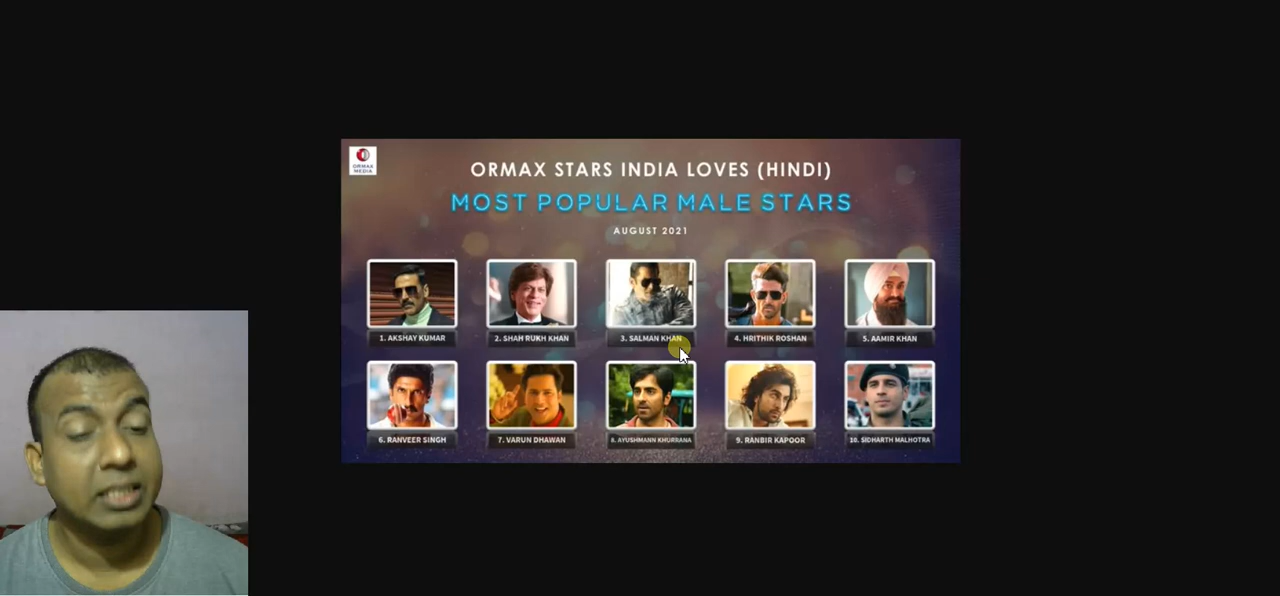 ORMAX
MEDIA
ORMAX STARS INDIA LOVES (HINDI)
MOST POPULAR MALE STARS
AUGUST 2021
1. AKSHAY KUMAR
2. SHAH RUKH KHAN
3. SALMAN KHAN
4. HRITHIK ROSHAN
5. AAMIR KHAN
6. RANVEER SINGH
7. VARUN DHAWAN
8. AYUSHMANN KHURRANA
9. RANBIR KAPOOR
10. SIDHARTH MALHOTRA